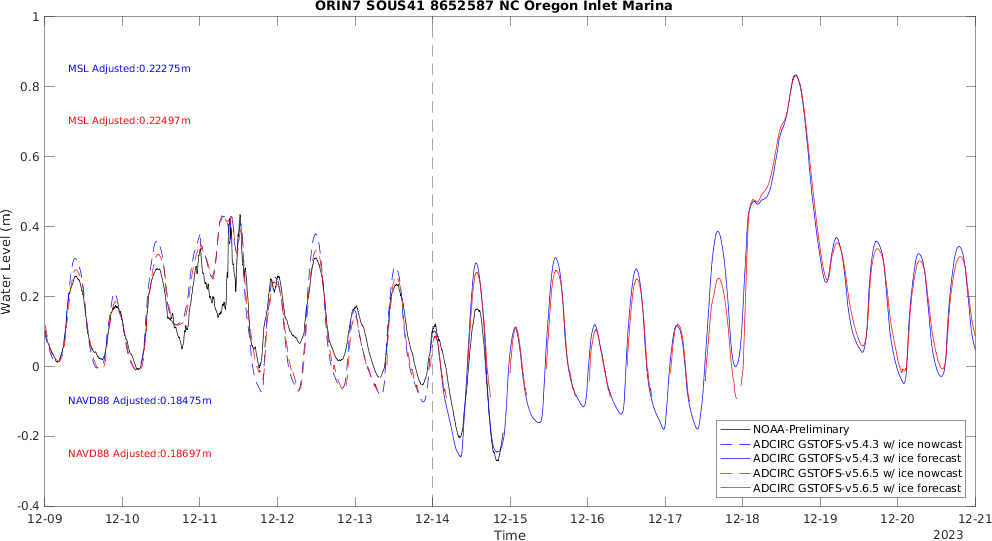 ORIN7 SOUS41 8652587 NC Oregon Inlet Marina
1
0.8
0.6
0.4
0.2
0
-0.2
-0.4
Water Level (m)
MSL Adjusted:0.22275m
MSL Adjusted:0.22497m
NAVD88 Adjusted:0.18475m
NAVD88 Adjusted:0.18697m
NOAA-Preliminary
ADCIRC GSTOFS-v5.4.3 w/ ice nowcast
ADCIRC GSTOFS-v5.4.3 w/ ice forecast
ADCIRC GSTOFS-v5.6.5 w/ ice nowcast
ADCIRC GSTOFS-v5.6.5 w/ ice forecast
12-09 12-10 12-11 12-12 12-13 12-14 12-15 12-16 12-17 12-18 12-19 12-20 12-21
Time
2023